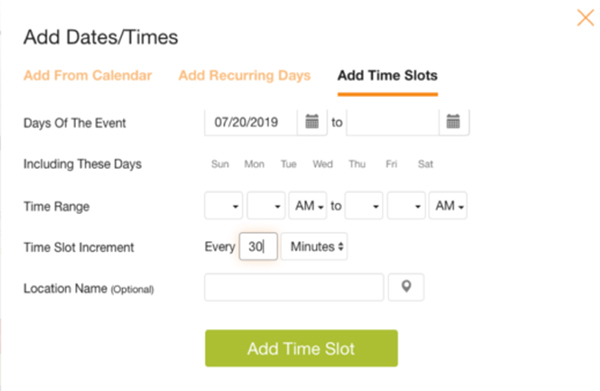 Add Dates/Times
Add From Calendar Add Recurring Days Add Time Slots
Days Of The Event 07/20/2019 to
Including These Days Sun Mon Tue Wed Thu Fri Sat
Time Range AM to AM
Time Slot Increment Every 30 Minutes
Location Name (Optional)
Add Time Slot